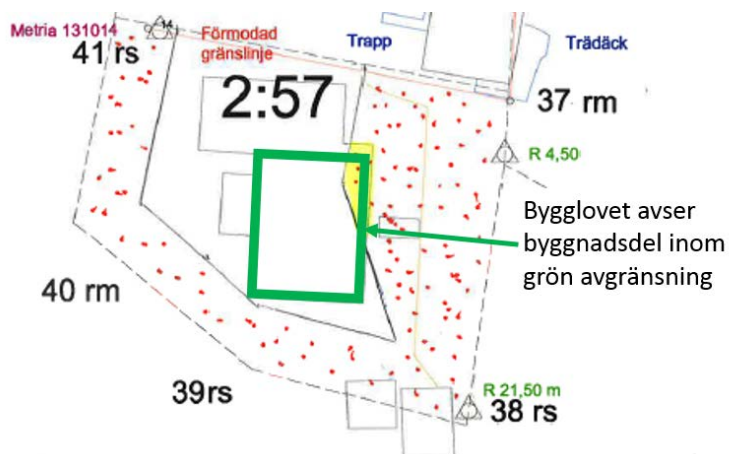 Metria 131014
14
41 rs
Förmodad
gränslinje
Trapp
Trädäck
2:57
37 rm
R 4,50
Bygglovet avser
byggnadsdel inom
grön avgränsning
40 rm
39rs
R 21,50 m
38 rs